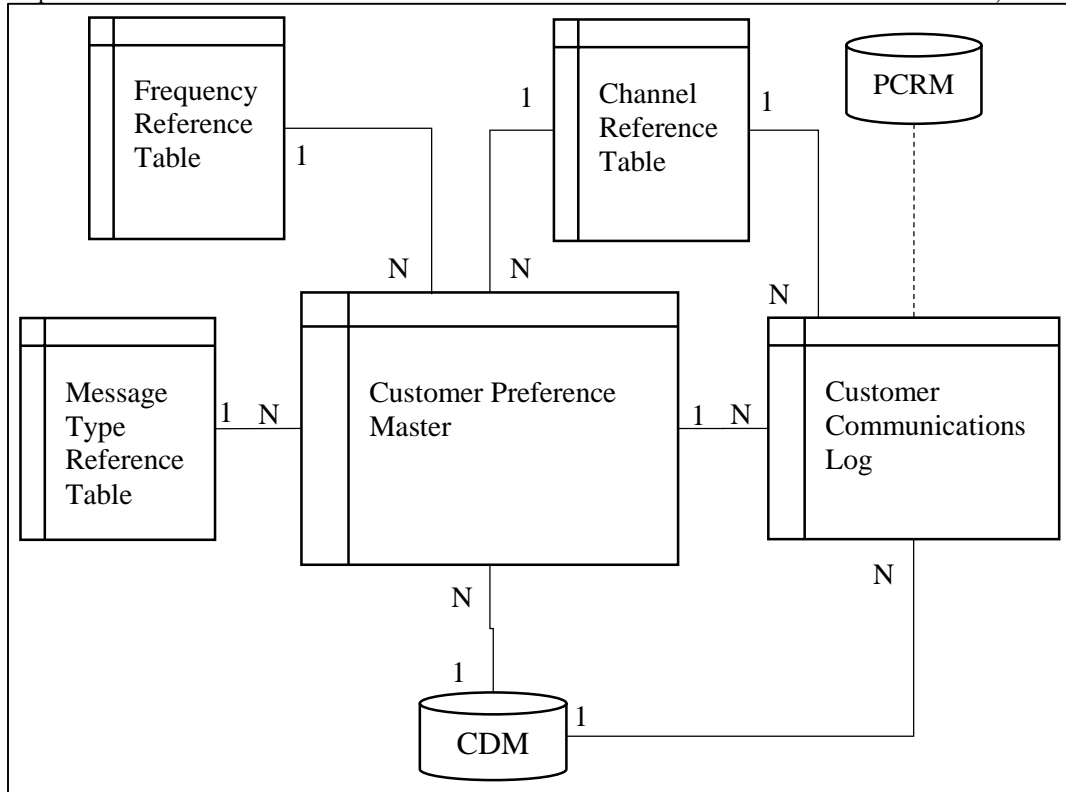 Frequency
Reference
Table
Channel
Reference
Table
PCRM
1
1
1
N
N
N
Message
Type
Reference
Table
1 N
Customer Preference
Master
1 N
Customer
Communications
Log
N
N
1
1
CDM